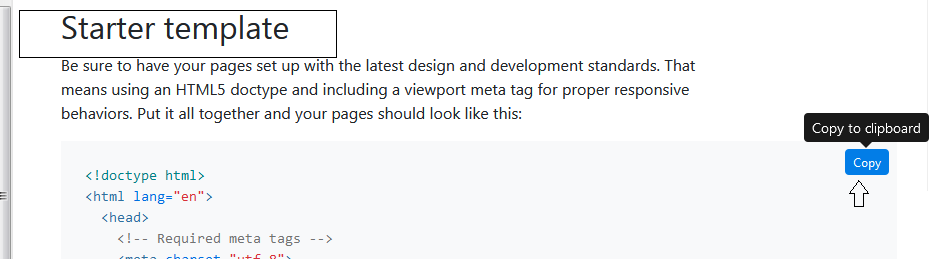 Starter template
Be sure to have your pages set up with the latest design and development standards. That
means using an HTML5 doctype and including a viewport meta tag for proper responsive
behaviors. Put it all together and your pages should look like this:
Copy to clipboard
Copy
<!doctype html>
<html lang="en">
<head>
<!-- Required meta tags -->
<meta charset="utf-8">